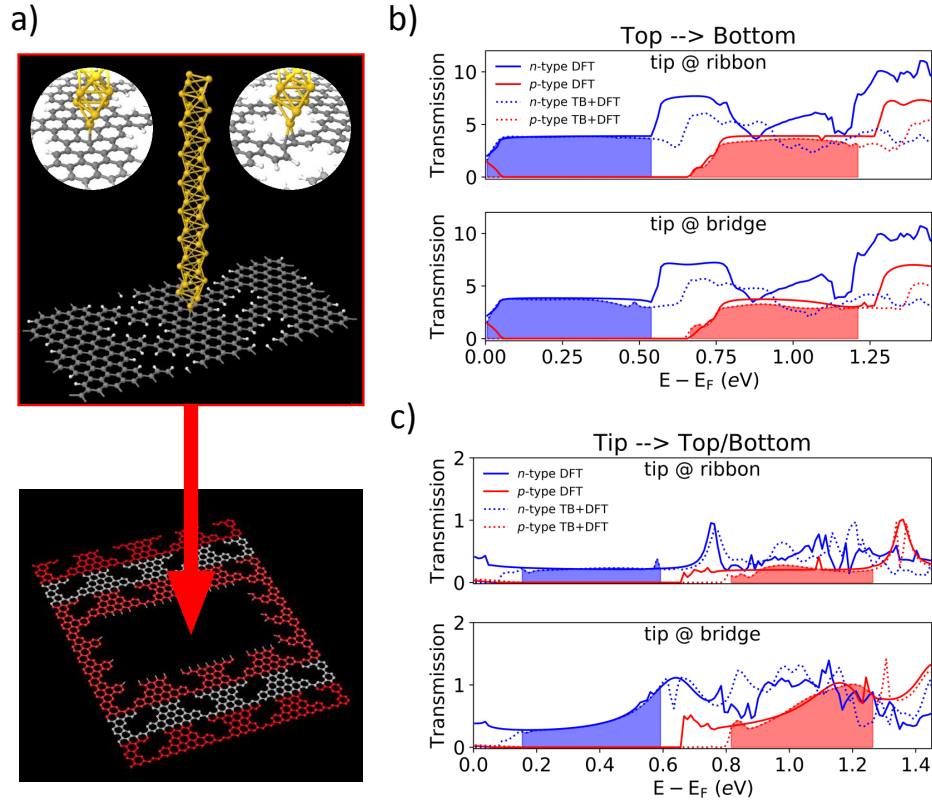 a)
b)
Top --> Bottom
tip @ ribbon
n-type DFT
p-type DFT
n-type TB+DFT
p-type TB+DFT
Transmission
10
5
0
tip @ bridge
Transmission
10
5
0
0.00 0.25 0.50 0.75 1.00 1.25
E − E_F (eV)
c)
Tip --> Top/Bottom
tip @ ribbon
n-type DFT
p-type DFT
n-type TB+DFT
p-type TB+DFT
Transmission
2
1
0
tip @ bridge
Transmission
2
1
0
0.0 0.2 0.4 0.6 0.8 1.0 1.2 1.4
E − E_F (eV)